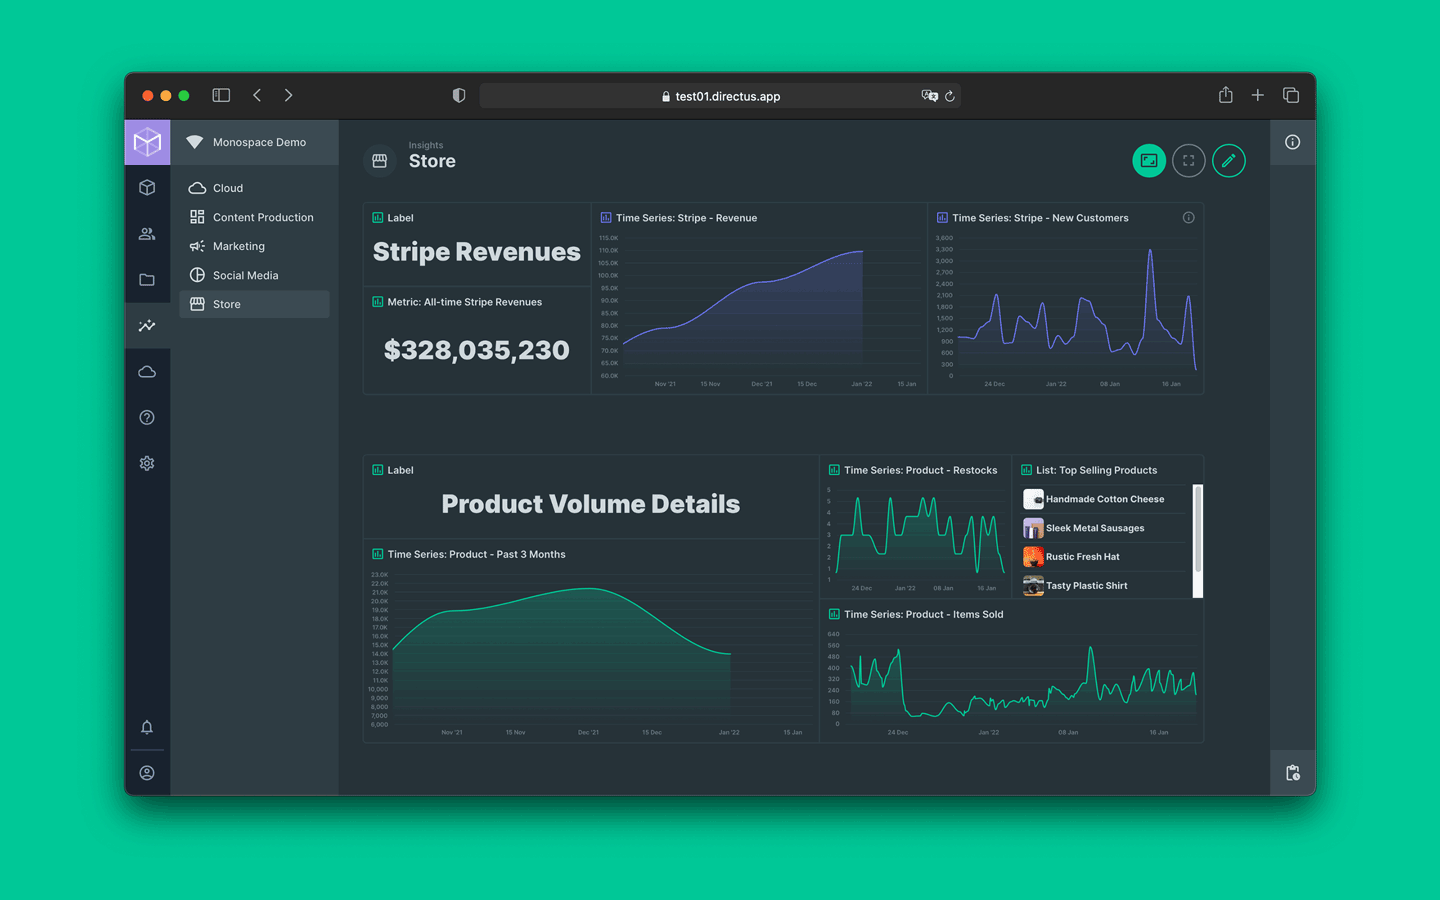 test01.directus.app
Monospace Demo
Cloud
Content Production
Marketing
Social Media
Store
Insights
Store
Label
Stripe Revenues
Metric: All-time Stripe Revenues
$328,035,230
Time Series: Stripe - Revenue
115.0K
110.0K
105.0K
100.0K
95.0K
90.0K
85.0K
80.0K
75.0K
70.0K
65.0K
60.0K
Nov '21
15 Nov
Dec '21
15 Dec
Jan '22
15 Jan
Time Series: Stripe - New Customers
3,600
3,300
3,000
2,700
2,400
2,100
1,800
1,500
1,200
900
600
300
0
24 Dec
Jan '22
08 Jan
16 Jan
Label
Product Volume Details
Time Series: Product - Past 3 Months
23.0K
22.0K
21.0K
20.0K
19.0K
18.0K
17.0K
16.0K
15.0K
14.0K
13.0K
12.0K
11.0K
10,000
9,000
8,000
7,000
6,000
Nov '21
15 Nov
Dec '21
15 Dec
Jan '22
15 Jan
Time Series: Product - Restocks
5
5
4
4
3
2
2
1
24 Dec
Jan '22
08 Jan
16 Jan
List: Top Selling Products
Handmade Cotton Cheese
Sleek Metal Sausages
Rustic Fresh Hat
Tasty Plastic Shirt
Time Series: Product - Items Sold
640
560
480
400
330
240
160
80
0
24 Dec
Jan '22
08 Jan
16 Jan